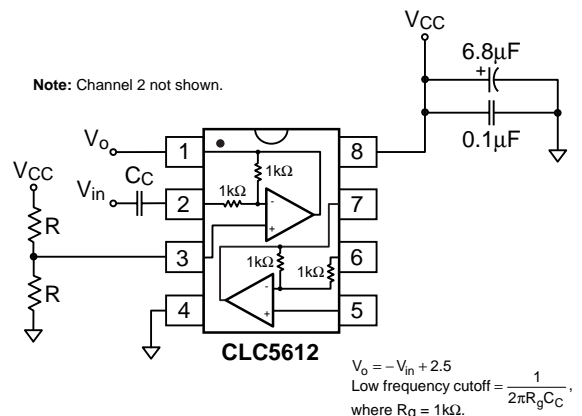 Note: Channel 2 not shown.
VCC
6.8µF
+
0.1µF
Vo
1
8
1kΩ
VCC
Vin
CC
2
1kΩ
-
7
R
+
3
6
1kΩ
1kΩ
R
-
4
+
5
CLC5612
Vo = −Vin + 2.5
Low frequency cutoff = 1 / 2πRgCC ,
where Rg = 1kΩ.